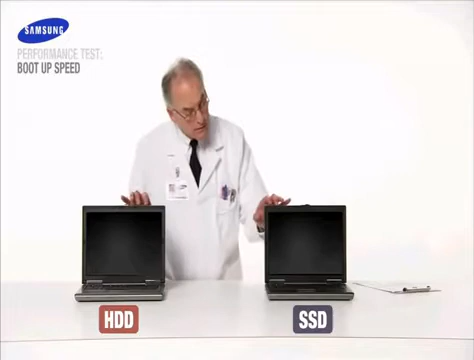 SAMSUNG
PERFORMANCE TEST:
BOOT UP SPEED
HDD
SSD